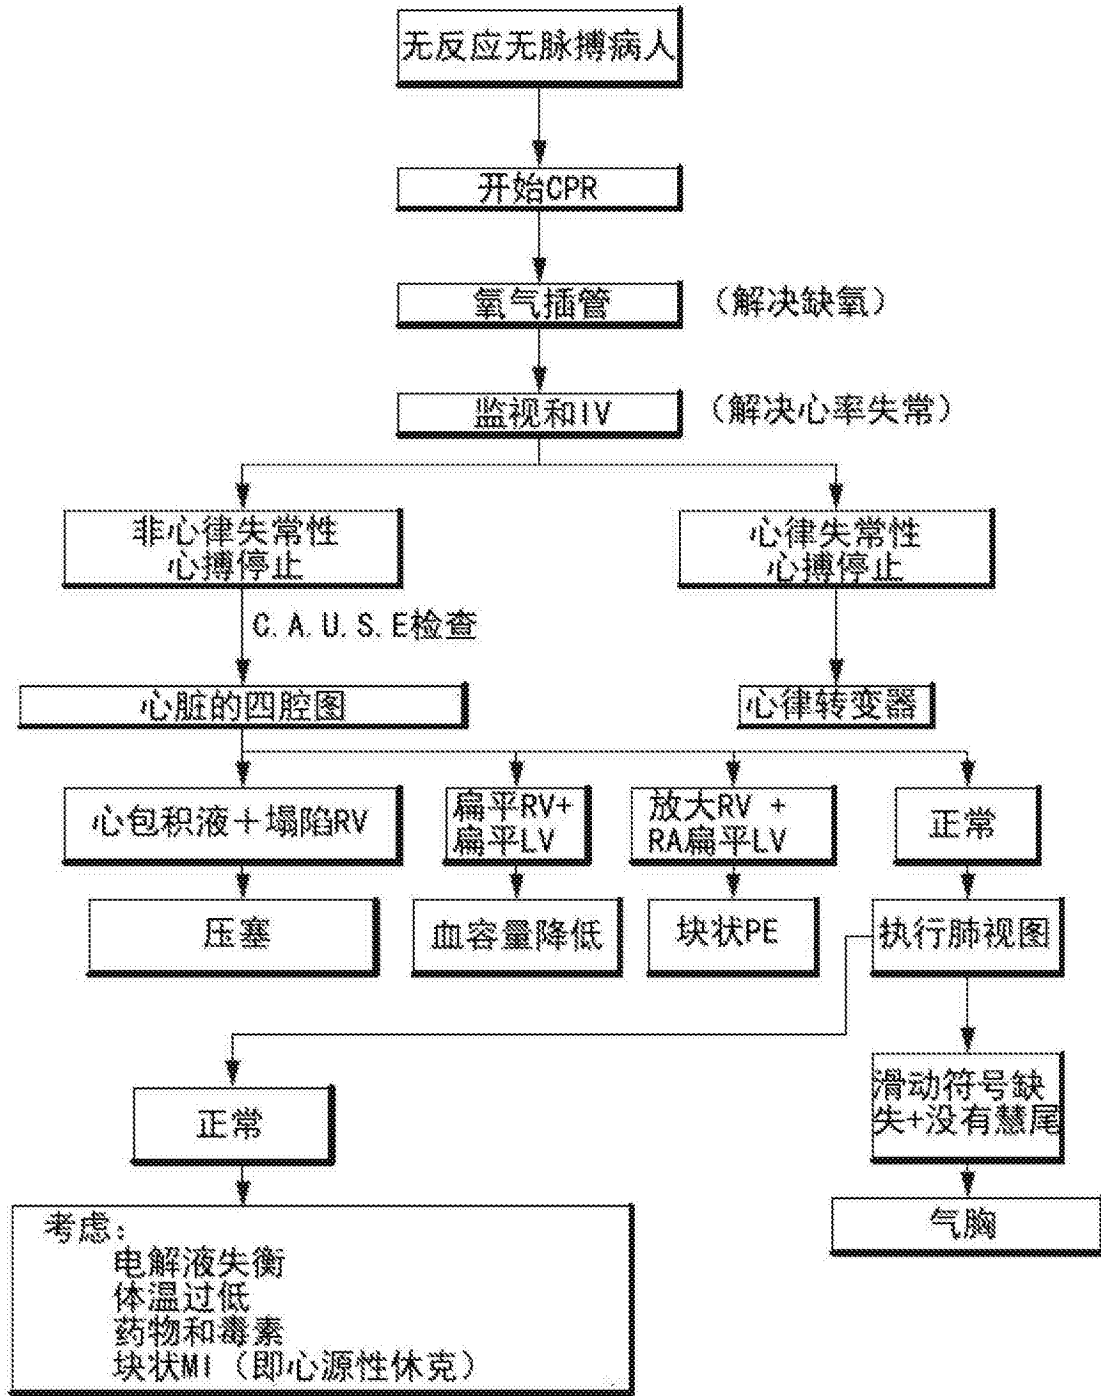 无反应无脉搏病人
开始CPR
氧气插管
（解决缺氧）
监视和IV
（解决心率失常）
非心律失常性
心搏停止
心律失常性
心搏停止
C.A.U.S.E检查
心脏的四腔图
心律转变器
心包积液+塌陷RV
扁平RV+
扁平LV
放大RV +
RA扁平LV
正常
压塞
血容量降低
块状PE
执行肺视图
滑动符号缺
失+没有慧尾
正常
气胸
考虑：
电解液失衡
体温过低
药物和毒素
块状MI（即心源性休克）